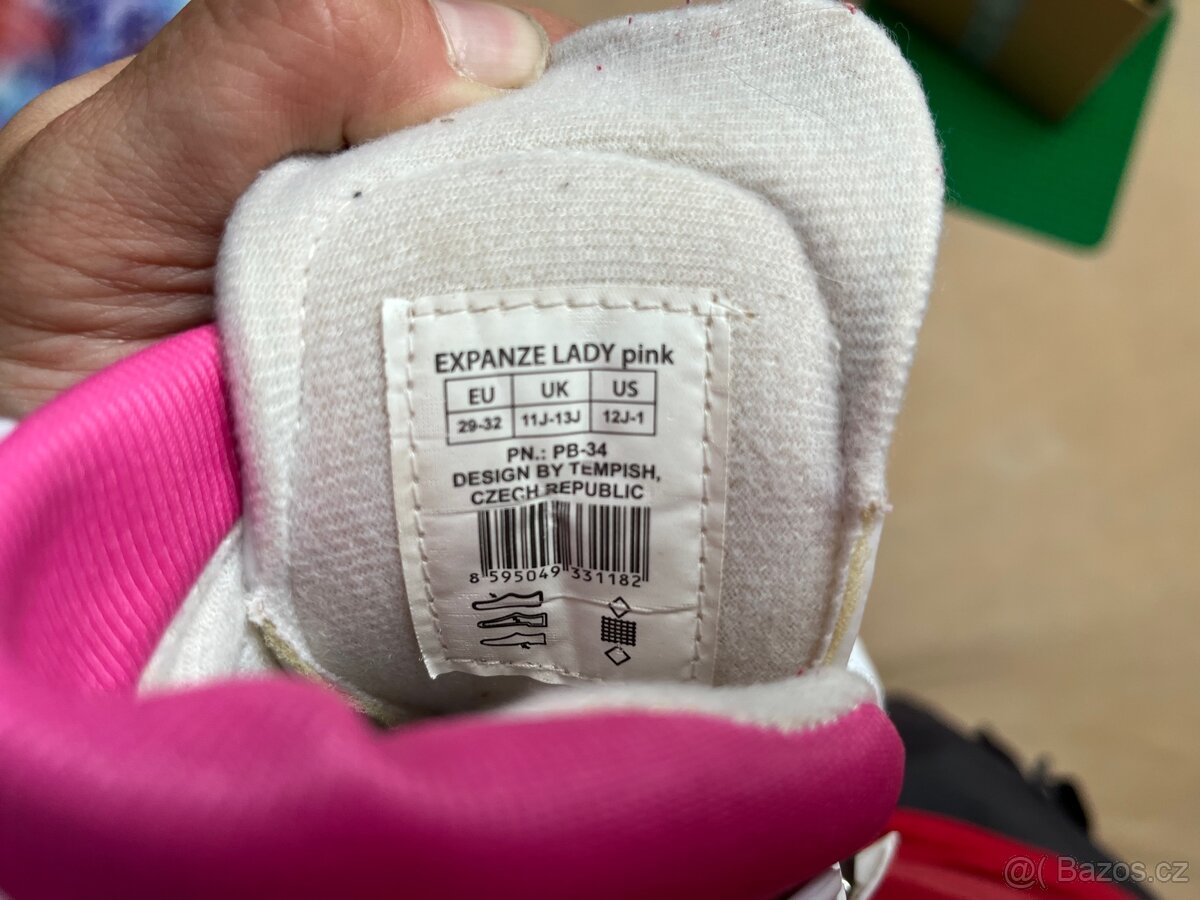 EXPANZE LADY pink
EU UK US
29-32 11J-13J 12J-1
PN.: PB-34
DESIGN BY TEMPISH,
CZECH REPUBLIC
8 595049 331182
@( Bazos.cz